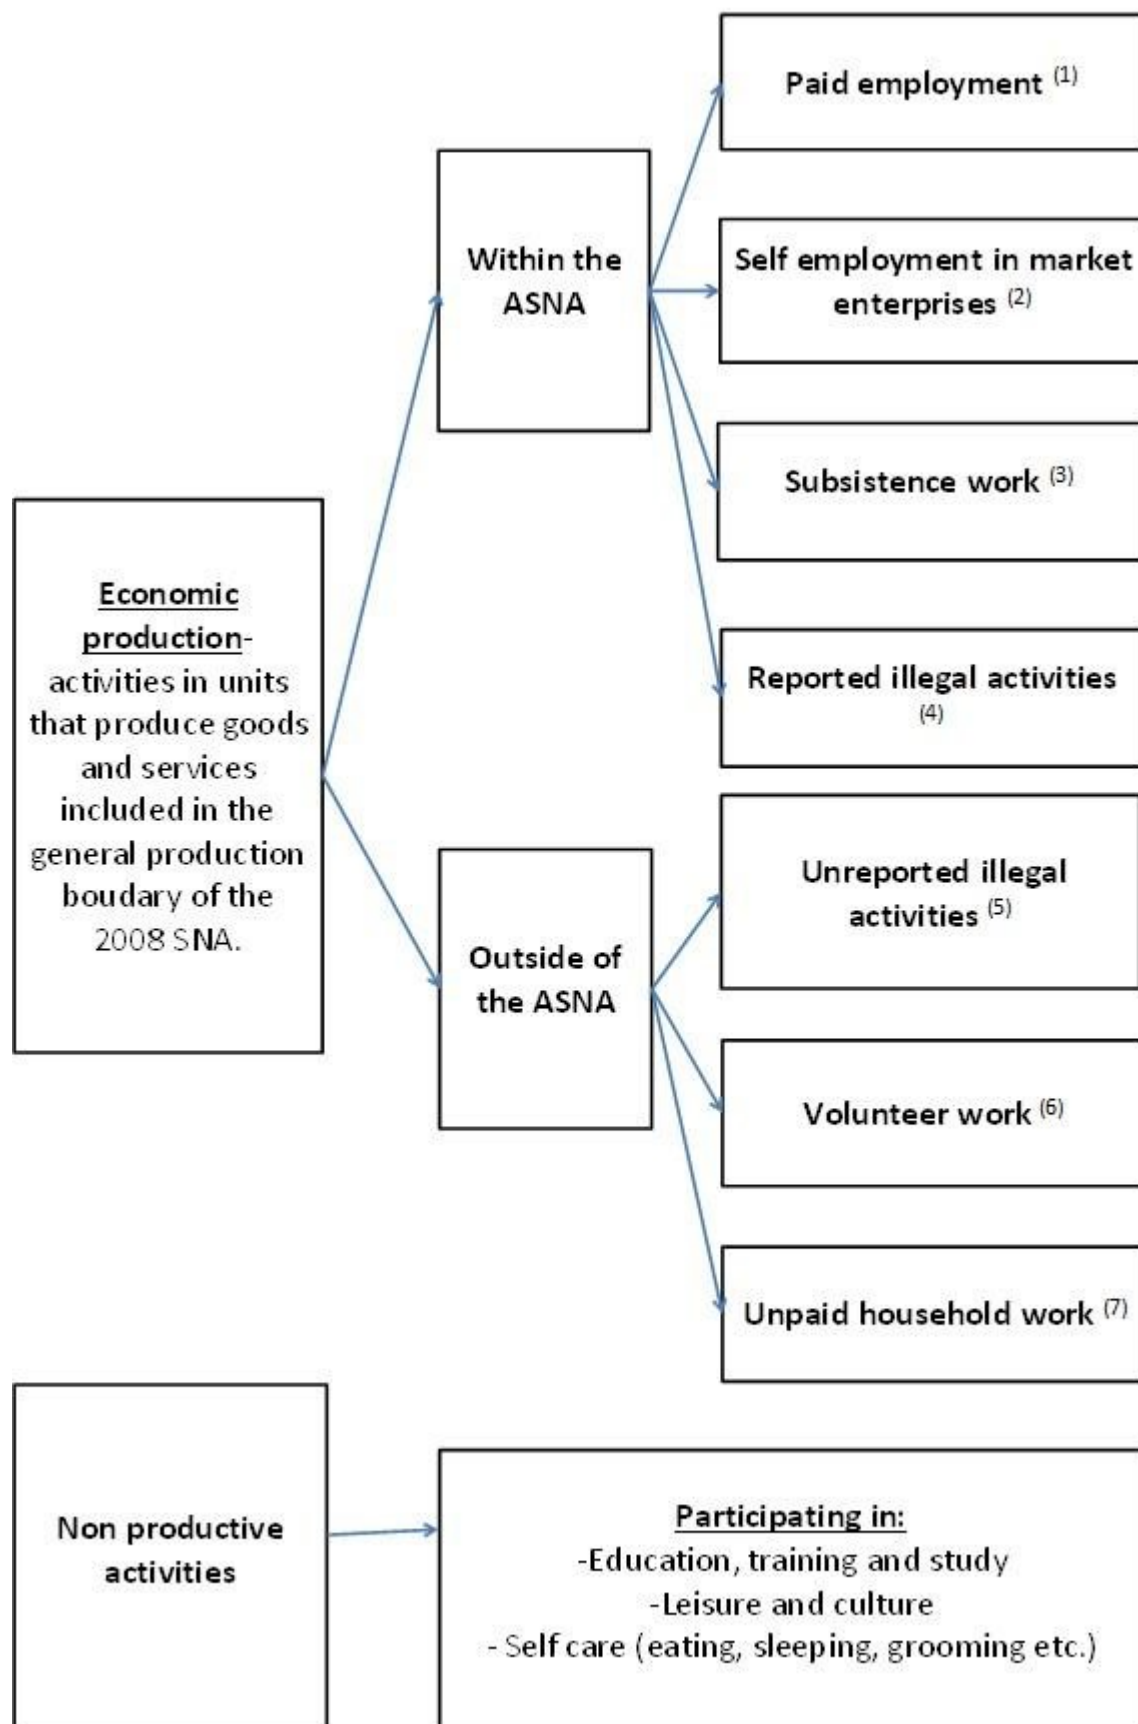 Paid employment (1)
Within the
ASNA
Self employment in market
enterprises (2)
Subsistence work (3)
Reported illegal activities
(4)
Economic
production-
activities in units
that produce goods
and services
included in the
general production
boudary of the
2008 SNA.
Outside of
the ASNA
Unreported illegal
activities (5)
Volunteer work (6)
Unpaid household work (7)
Non productive
activities
Participating in:
-Education, training and study
-Leisure and culture
- Self care (eating, sleeping, grooming etc.)